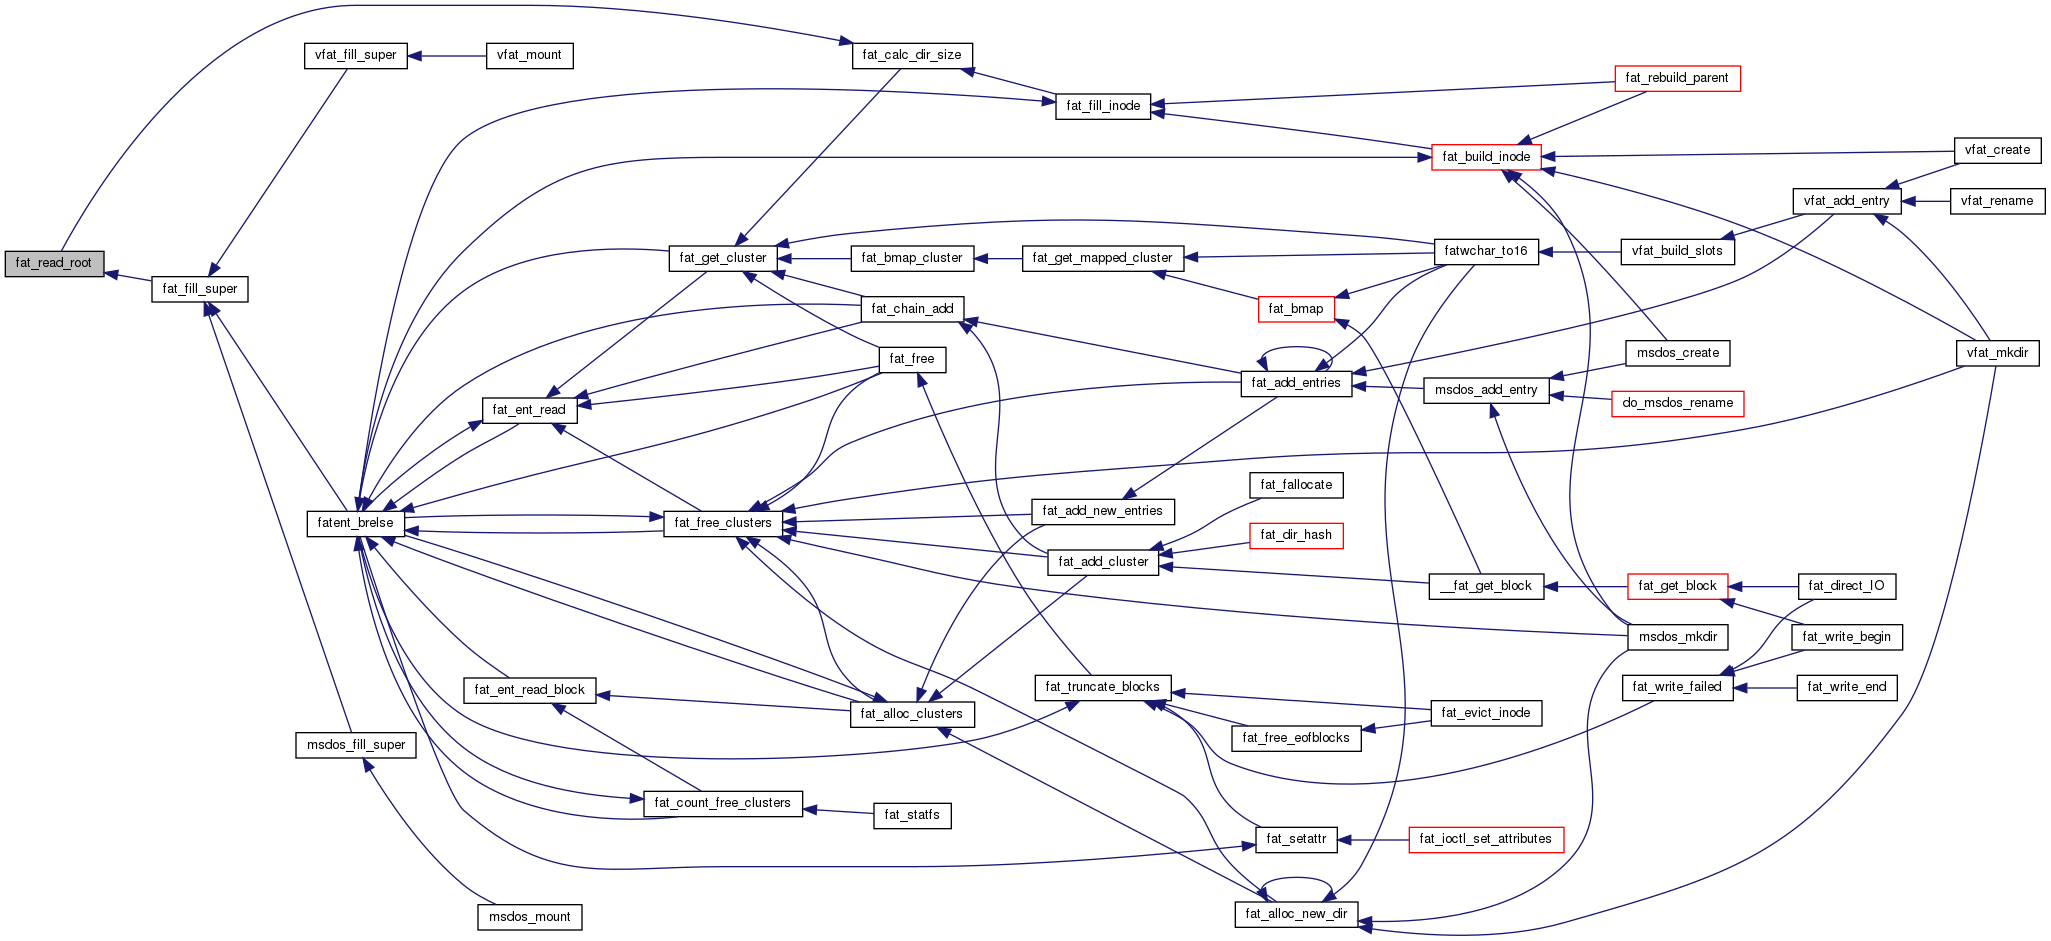 fat_read_root
fat_fill_super
vfat_fill_super
vfat_mount
fatent_brelse
msdos_fill_super
msdos_mount
fat_ent_read
fat_ent_read_block
fat_get_cluster
fat_free_clusters
fat_count_free_clusters
fat_calc_dir_size
fat_bmap_cluster
fat_chain_add
fat_free
fat_alloc_clusters
fat_statfs
fat_fill_inode
fat_get_mapped_cluster
fat_add_new_entries
fat_add_cluster
fat_truncate_blocks
fat_bmap
fat_add_entries
fat_fallocate
fat_dir_hash
fat_free_eofblocks
fat_setattr
fat_alloc_new_dir
fat_build_inode
fatwchar_to16
msdos_add_entry
__fat_get_block
fat_evict_inode
fat_ioctl_set_attributes
fat_rebuild_parent
vfat_build_slots
msdos_create
do_msdos_rename
fat_get_block
msdos_mkdir
fat_write_failed
vfat_add_entry
fat_direct_IO
fat_write_begin
fat_write_end
vfat_create
vfat_rename
vfat_mkdir